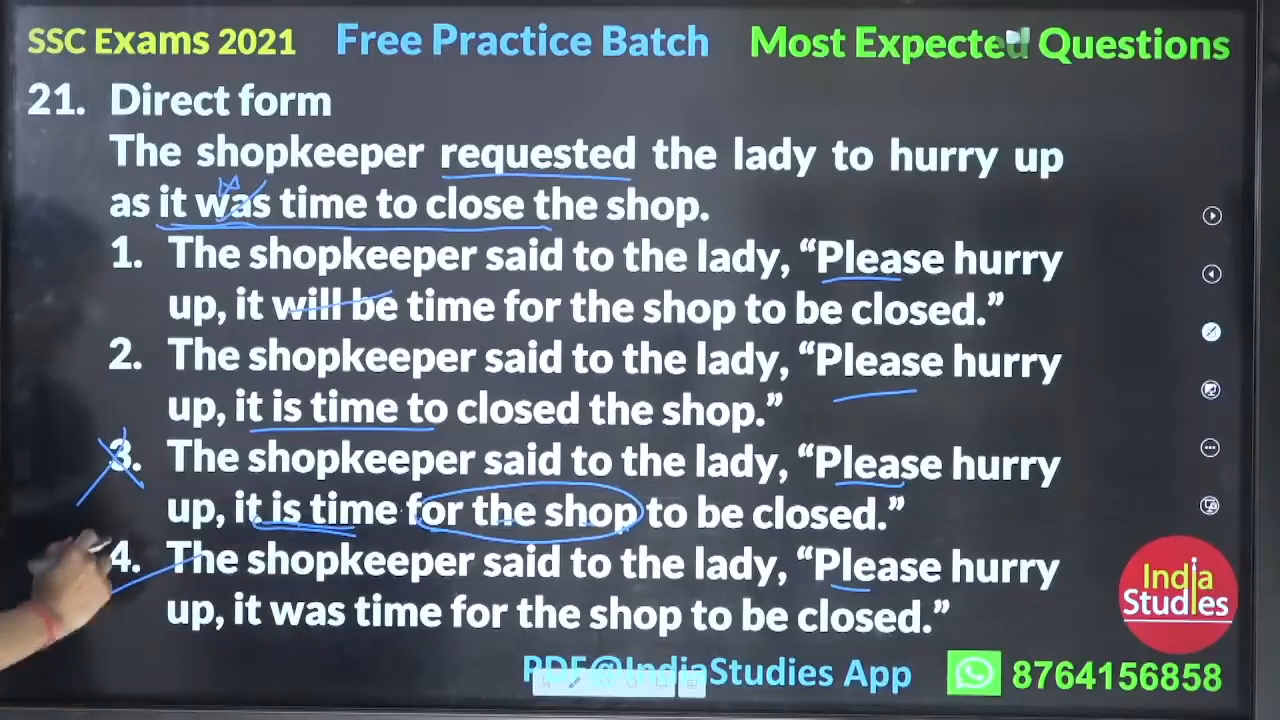 SSC Exams 2021 Free Practice Batch Most Expected Questions
21. Direct form
The shopkeeper requested the lady to hurry up
as it was time to close the shop.
1. The shopkeeper said to the lady, “Please hurry
up, it will be time for the shop to be closed.”
2. The shopkeeper said to the lady, “Please hurry
up, it is time to closed the shop.”
3. The shopkeeper said to the lady, “Please hurry
up, it is time for the shop to be closed.”
4. The shopkeeper said to the lady, “Please hurry
up, it was time for the shop to be closed.”
India
Studies
PDF@IndiaStudies App 8764156858